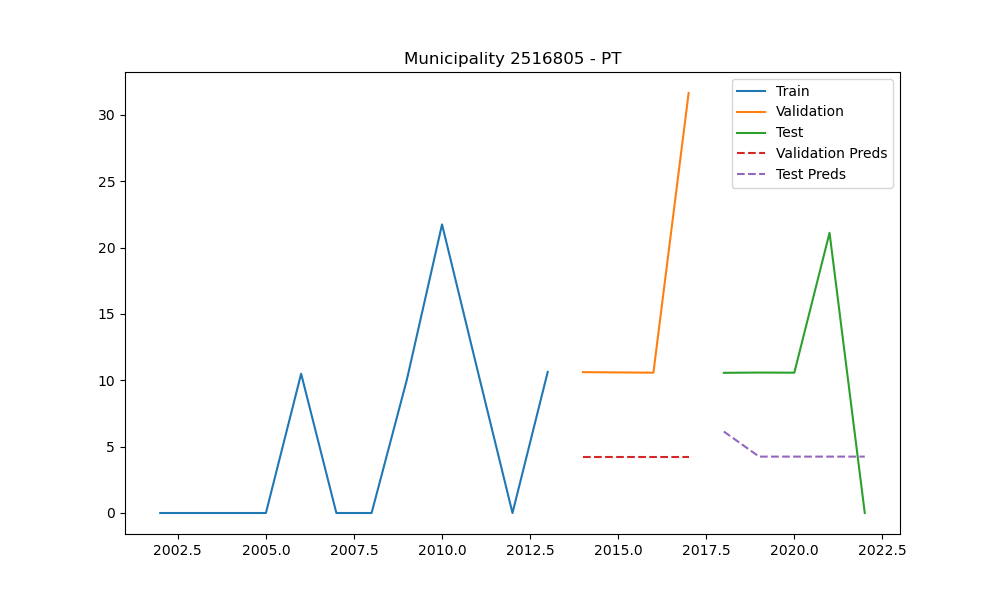 Municipality 2516805 - PT
Train
Validation
Test
Validation Preds
Test Preds
30
25
20
15
10
5
0
2002.5 2005.0 2007.5 2010.0 2012.5 2015.0 2017.5 2020.0 2022.5